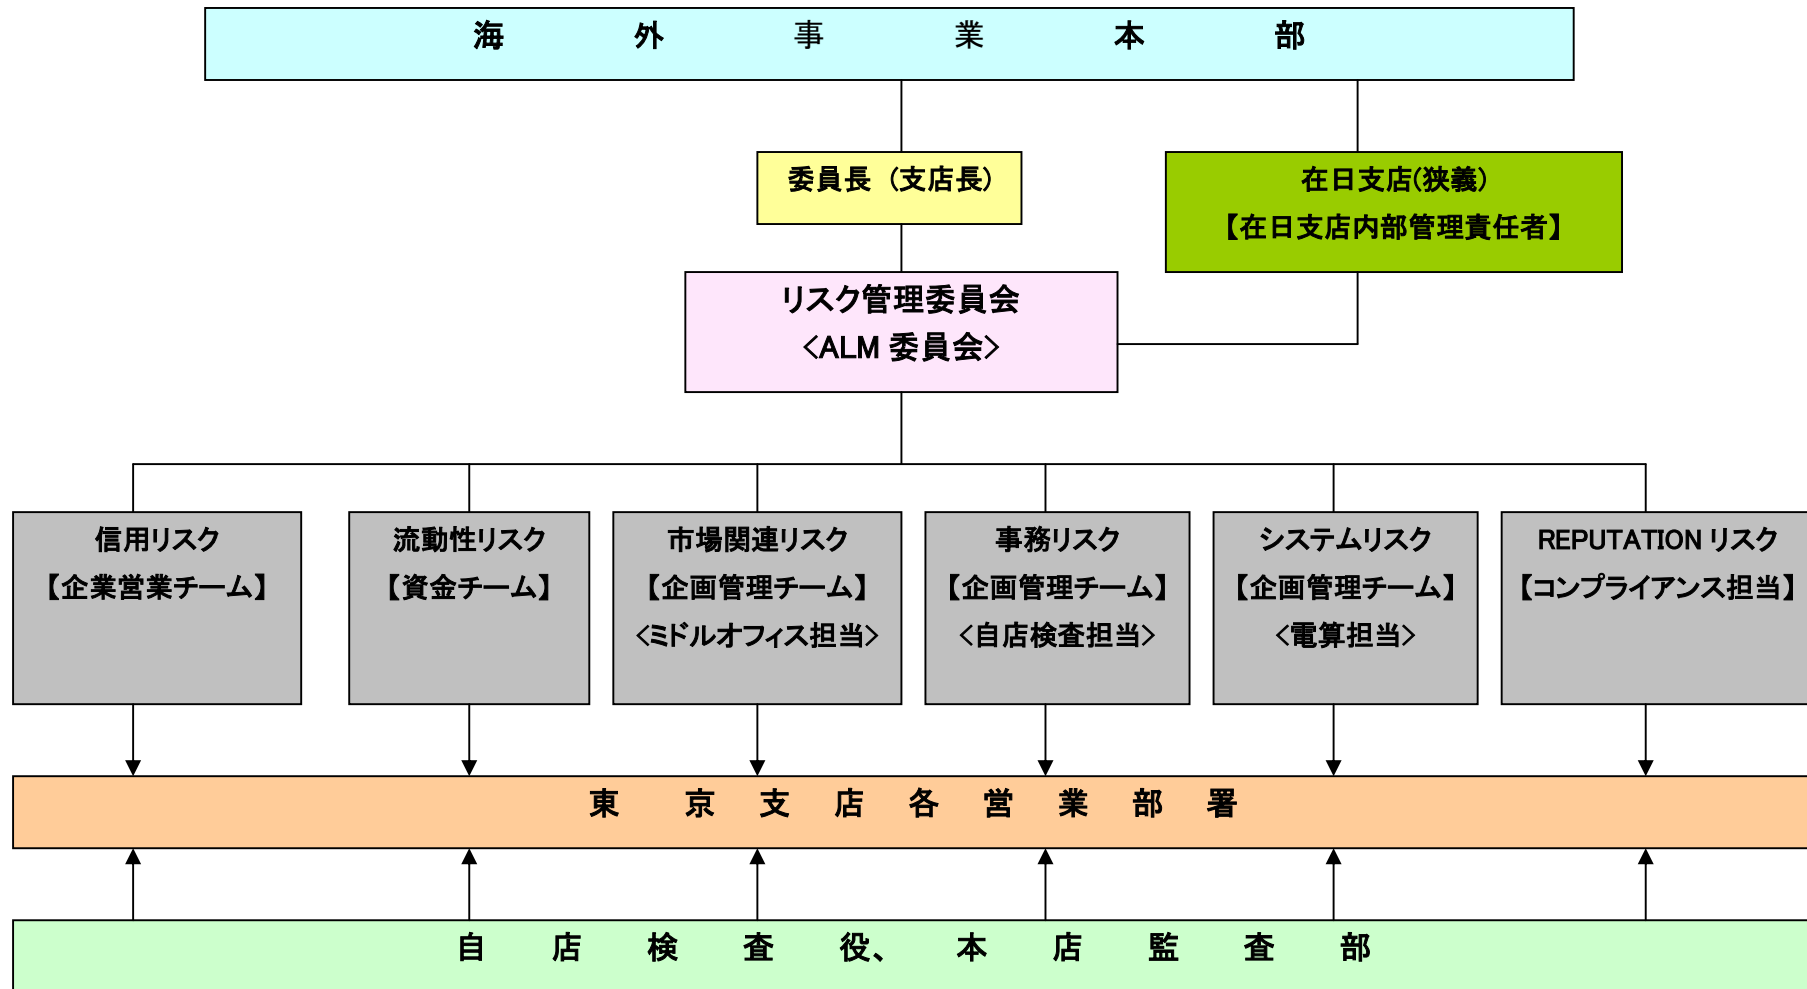 海外事業本部
委員長（支店長）
在日支店(狭義)
【在日支店内部管理責任者】
リスク管理委員会
<ALM 委員会>
信用リスク
【企業営業チーム】
流動性リスク
【資金チーム】
市場関連リスク
【企画管理チーム】
<ミドルオフィス担当>
事務リスク
【企画管理チーム】
<自店検査担当>
システムリスク
【企画管理チーム】
<電算担当>
REPUTATION リスク
【コンプライアンス担当】
東京支店各営業部署
自店検査役、本店監査部